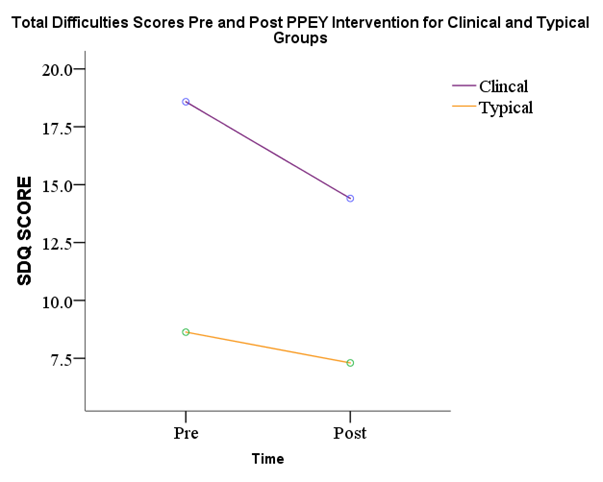 Total Difficulties Scores Pre and Post PPEY Intervention for Clinical and Typical
Groups
Clincal
Typical
SDQ SCORE
20.0
17.5
15.0
12.5
10.0
7.5
Pre
Post
Time